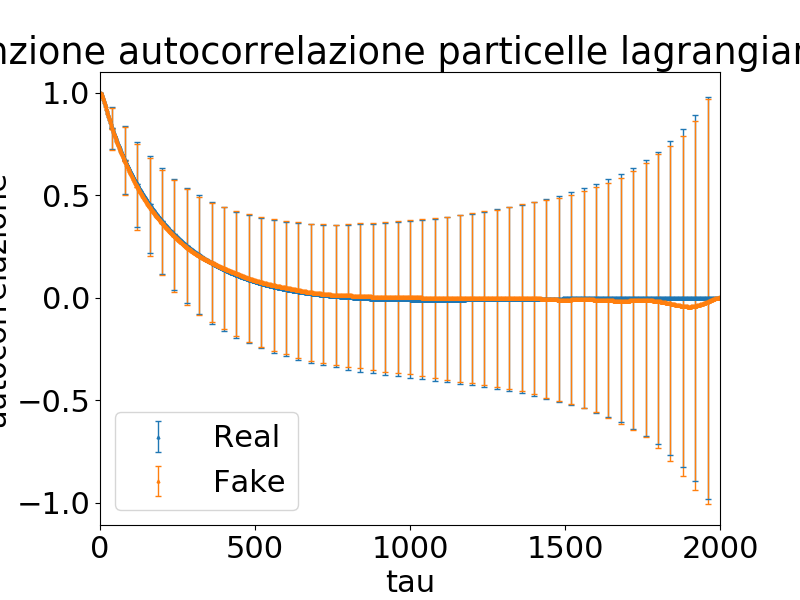 nzione autocorrelazione particelle lagrangian
autocorrelazione
1.0
0.5
0.0
−0.5
−1.0
Real
Fake
0 500 1000 1500 2000
tau